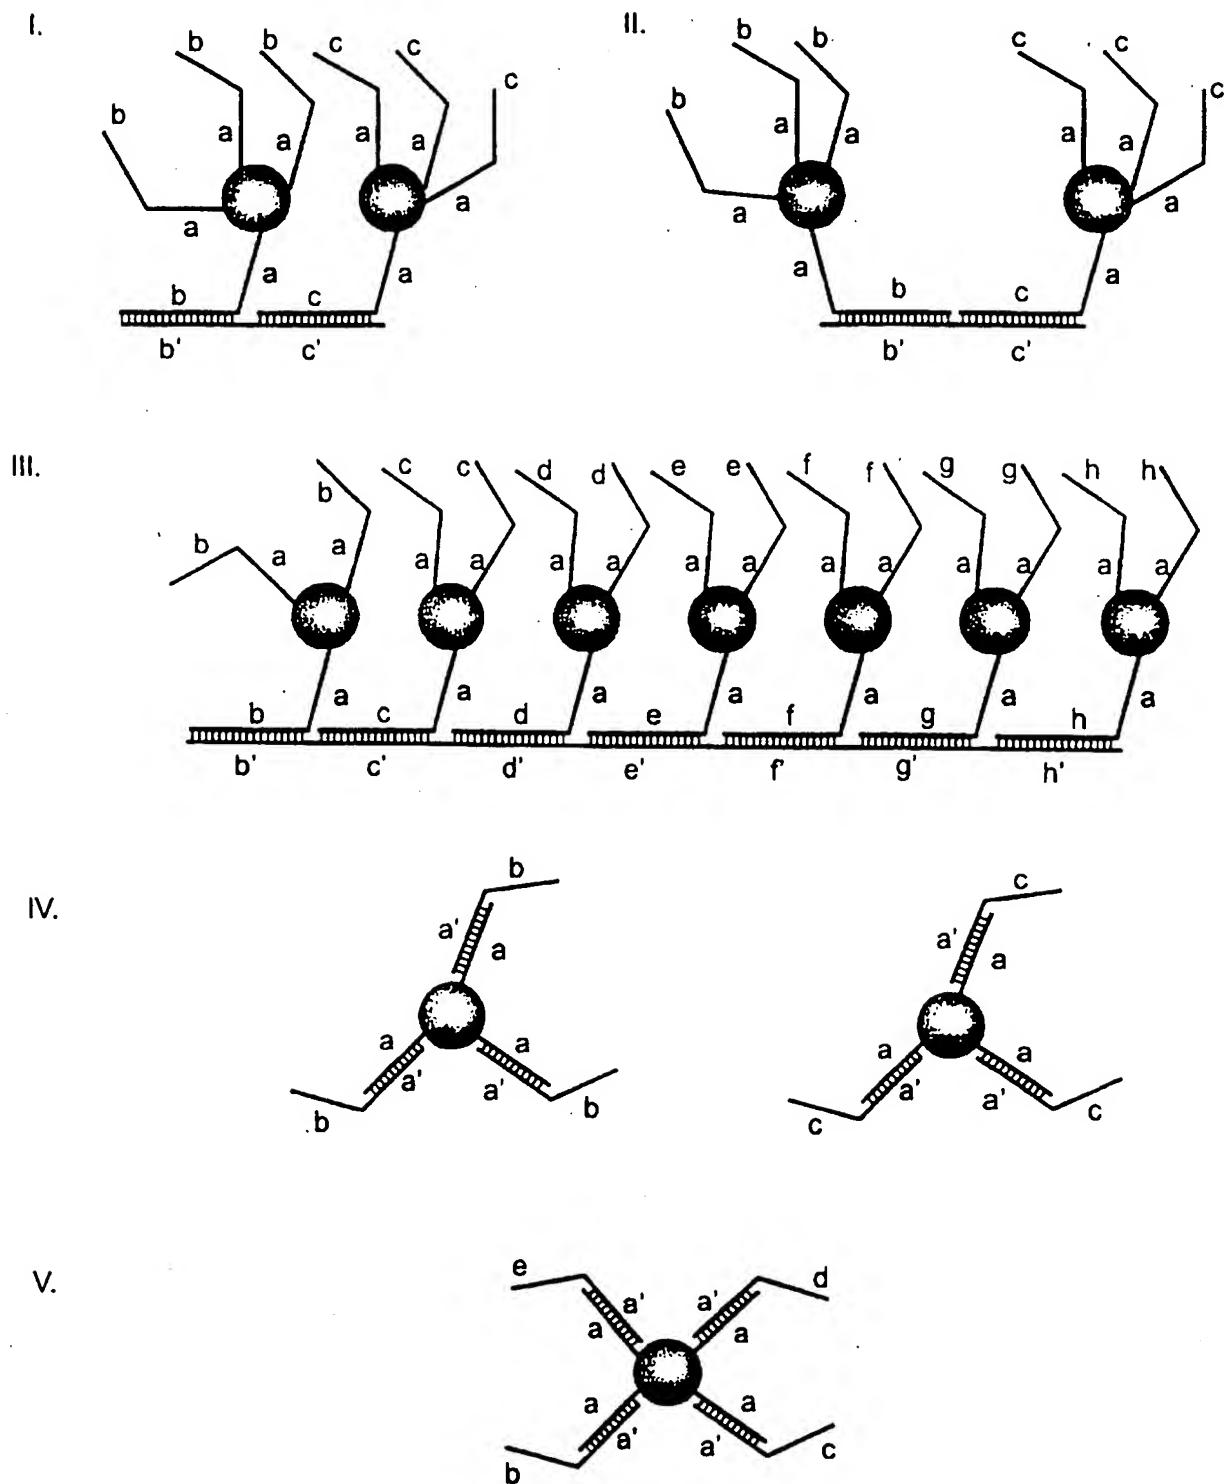 I.
b b c c c
b a a a a a
a a a
b c
b' c'
II.
b b c c c
b a a a a a
a a a
b c
b' c'
III.
b b c c d d e e f f g g h h
a a a a a a a a a a a a a a
a a a a a a a
b c d e f g h
b' c' d' e' f' g' h'
IV.
b c
a' a a' a
a a a a
a' a' a' a'
b b c c
V.
e d
a' a'
a a
a a
a' a'
b c